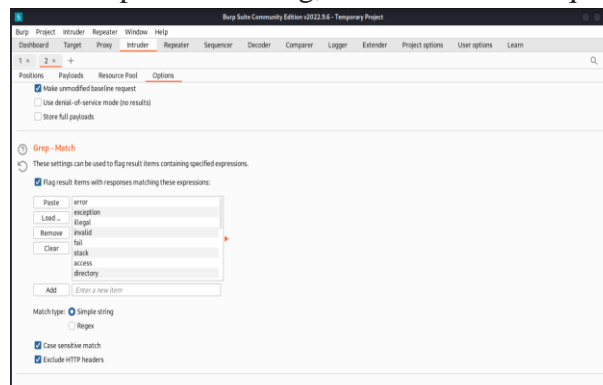 Burp Suite Community Edition v2022.9.6 - Temporary Project
Burp Project Intruder Repeater Window Help
Dashboard Target Proxy Intruder Repeater Sequencer Decoder Comparer Logger Extender Project options User options Learn
1 × 2 × +
Positions Payloads Resource Pool Options
Make unmodified baseline request
Use denial-of-service mode (no results)
Store full payloads
Grep - Match
These settings can be used to flag result items containing specified expressions.
Flag result items with responses matching these expressions:
Paste error
exception
Load ... illegal
Remove invalid
fail
Clear stack
access
directory
Add Enter a new item
Match type: Simple string
Regex
Case sensitive match
Exclude HTTP headers